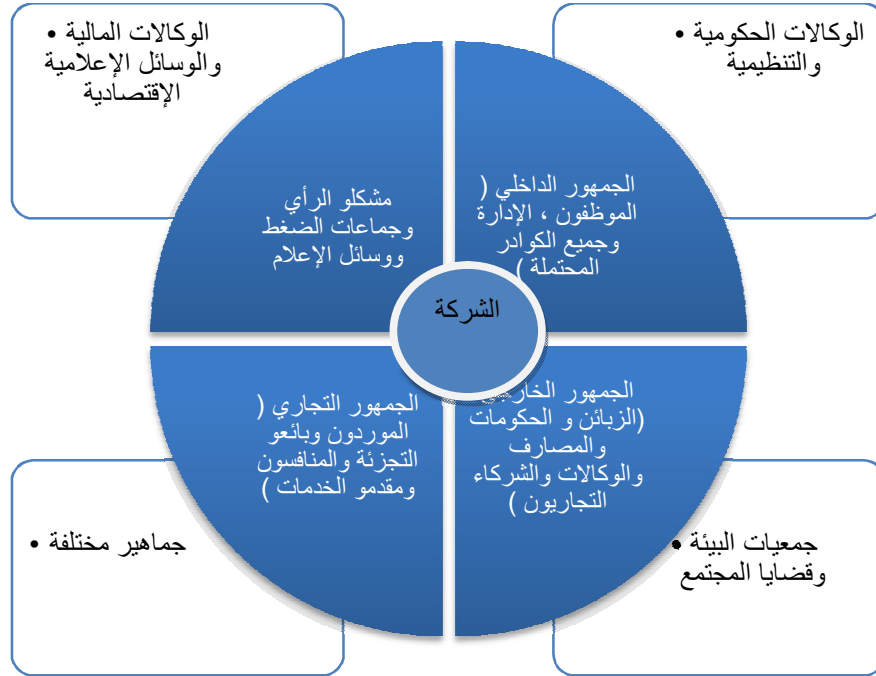 الوكالات الحكومية •
والتنظيمية
الوكالات المالية •
والوسائل الإعلامية
الإقتصادية
الجمهور الداخلي (
الموظفون ، الإدارة
وجميع الكوادر
المحتملة )
مشكلو الرأي
وجماعات الضغط
ووسائل الإعلام
الشركة
الجمهور
(الزبائن و الحكومات
والمصارف
والوكالات والشركاء
التجاريون )
الجمهور التجاري (
الموردون وبائعو
التجزئة والمنافسون
ومقدمو الخدمات )
جمعيات البيئة •
وقضايا المجتمع
جماهير مختلفة •